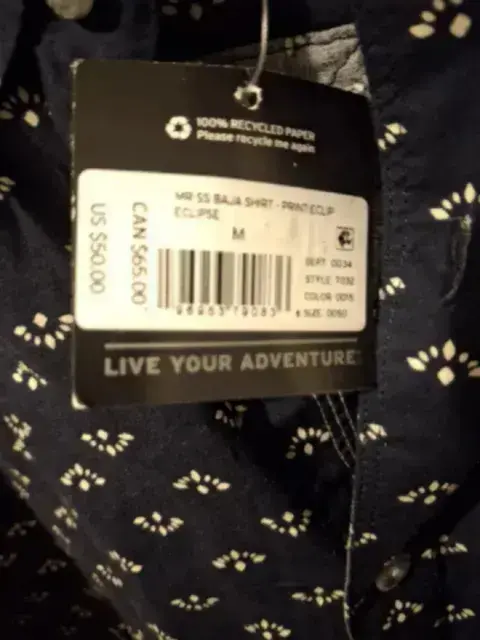 100% RECYCLED PAPER
Please recycle me again
MR SS BAJA SHIRT - PRINT:ECLIP
ECLIPSE
M
US $50.00
CAN $65.00
DEPT: 0034
STYLE: 7032
COLOR: 0015
SIZE: 0050
LIVE YOUR ADVENTURE